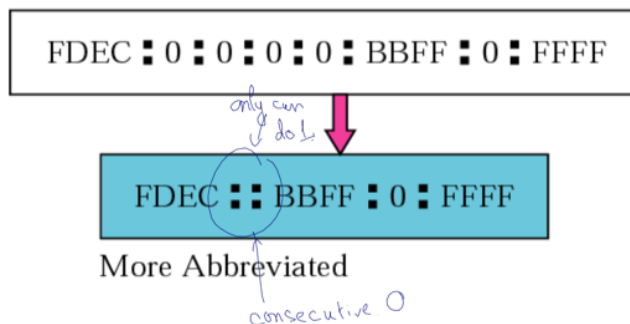 FDEC : 0 : 0 : 0 : 0 : BBFF : 0 : FFFF
only can
do 1
FDEC : : BBFF : 0 : FFFF
More Abbreviated
consecutive 0